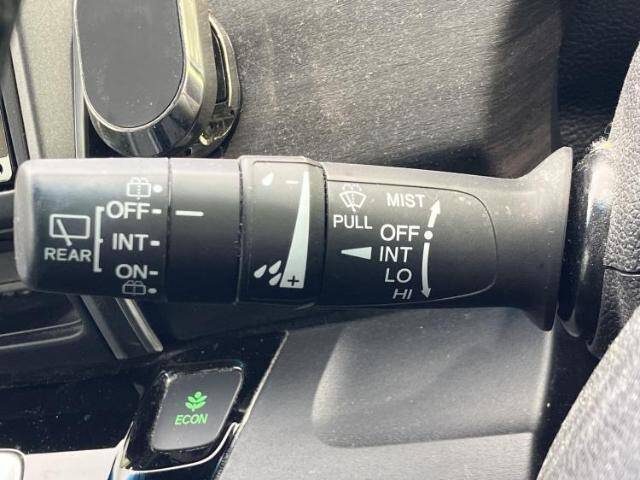 OFF
INT
REAR
ON
- 
+
PULL
MIST
OFF
INT
LO
HI
ECON